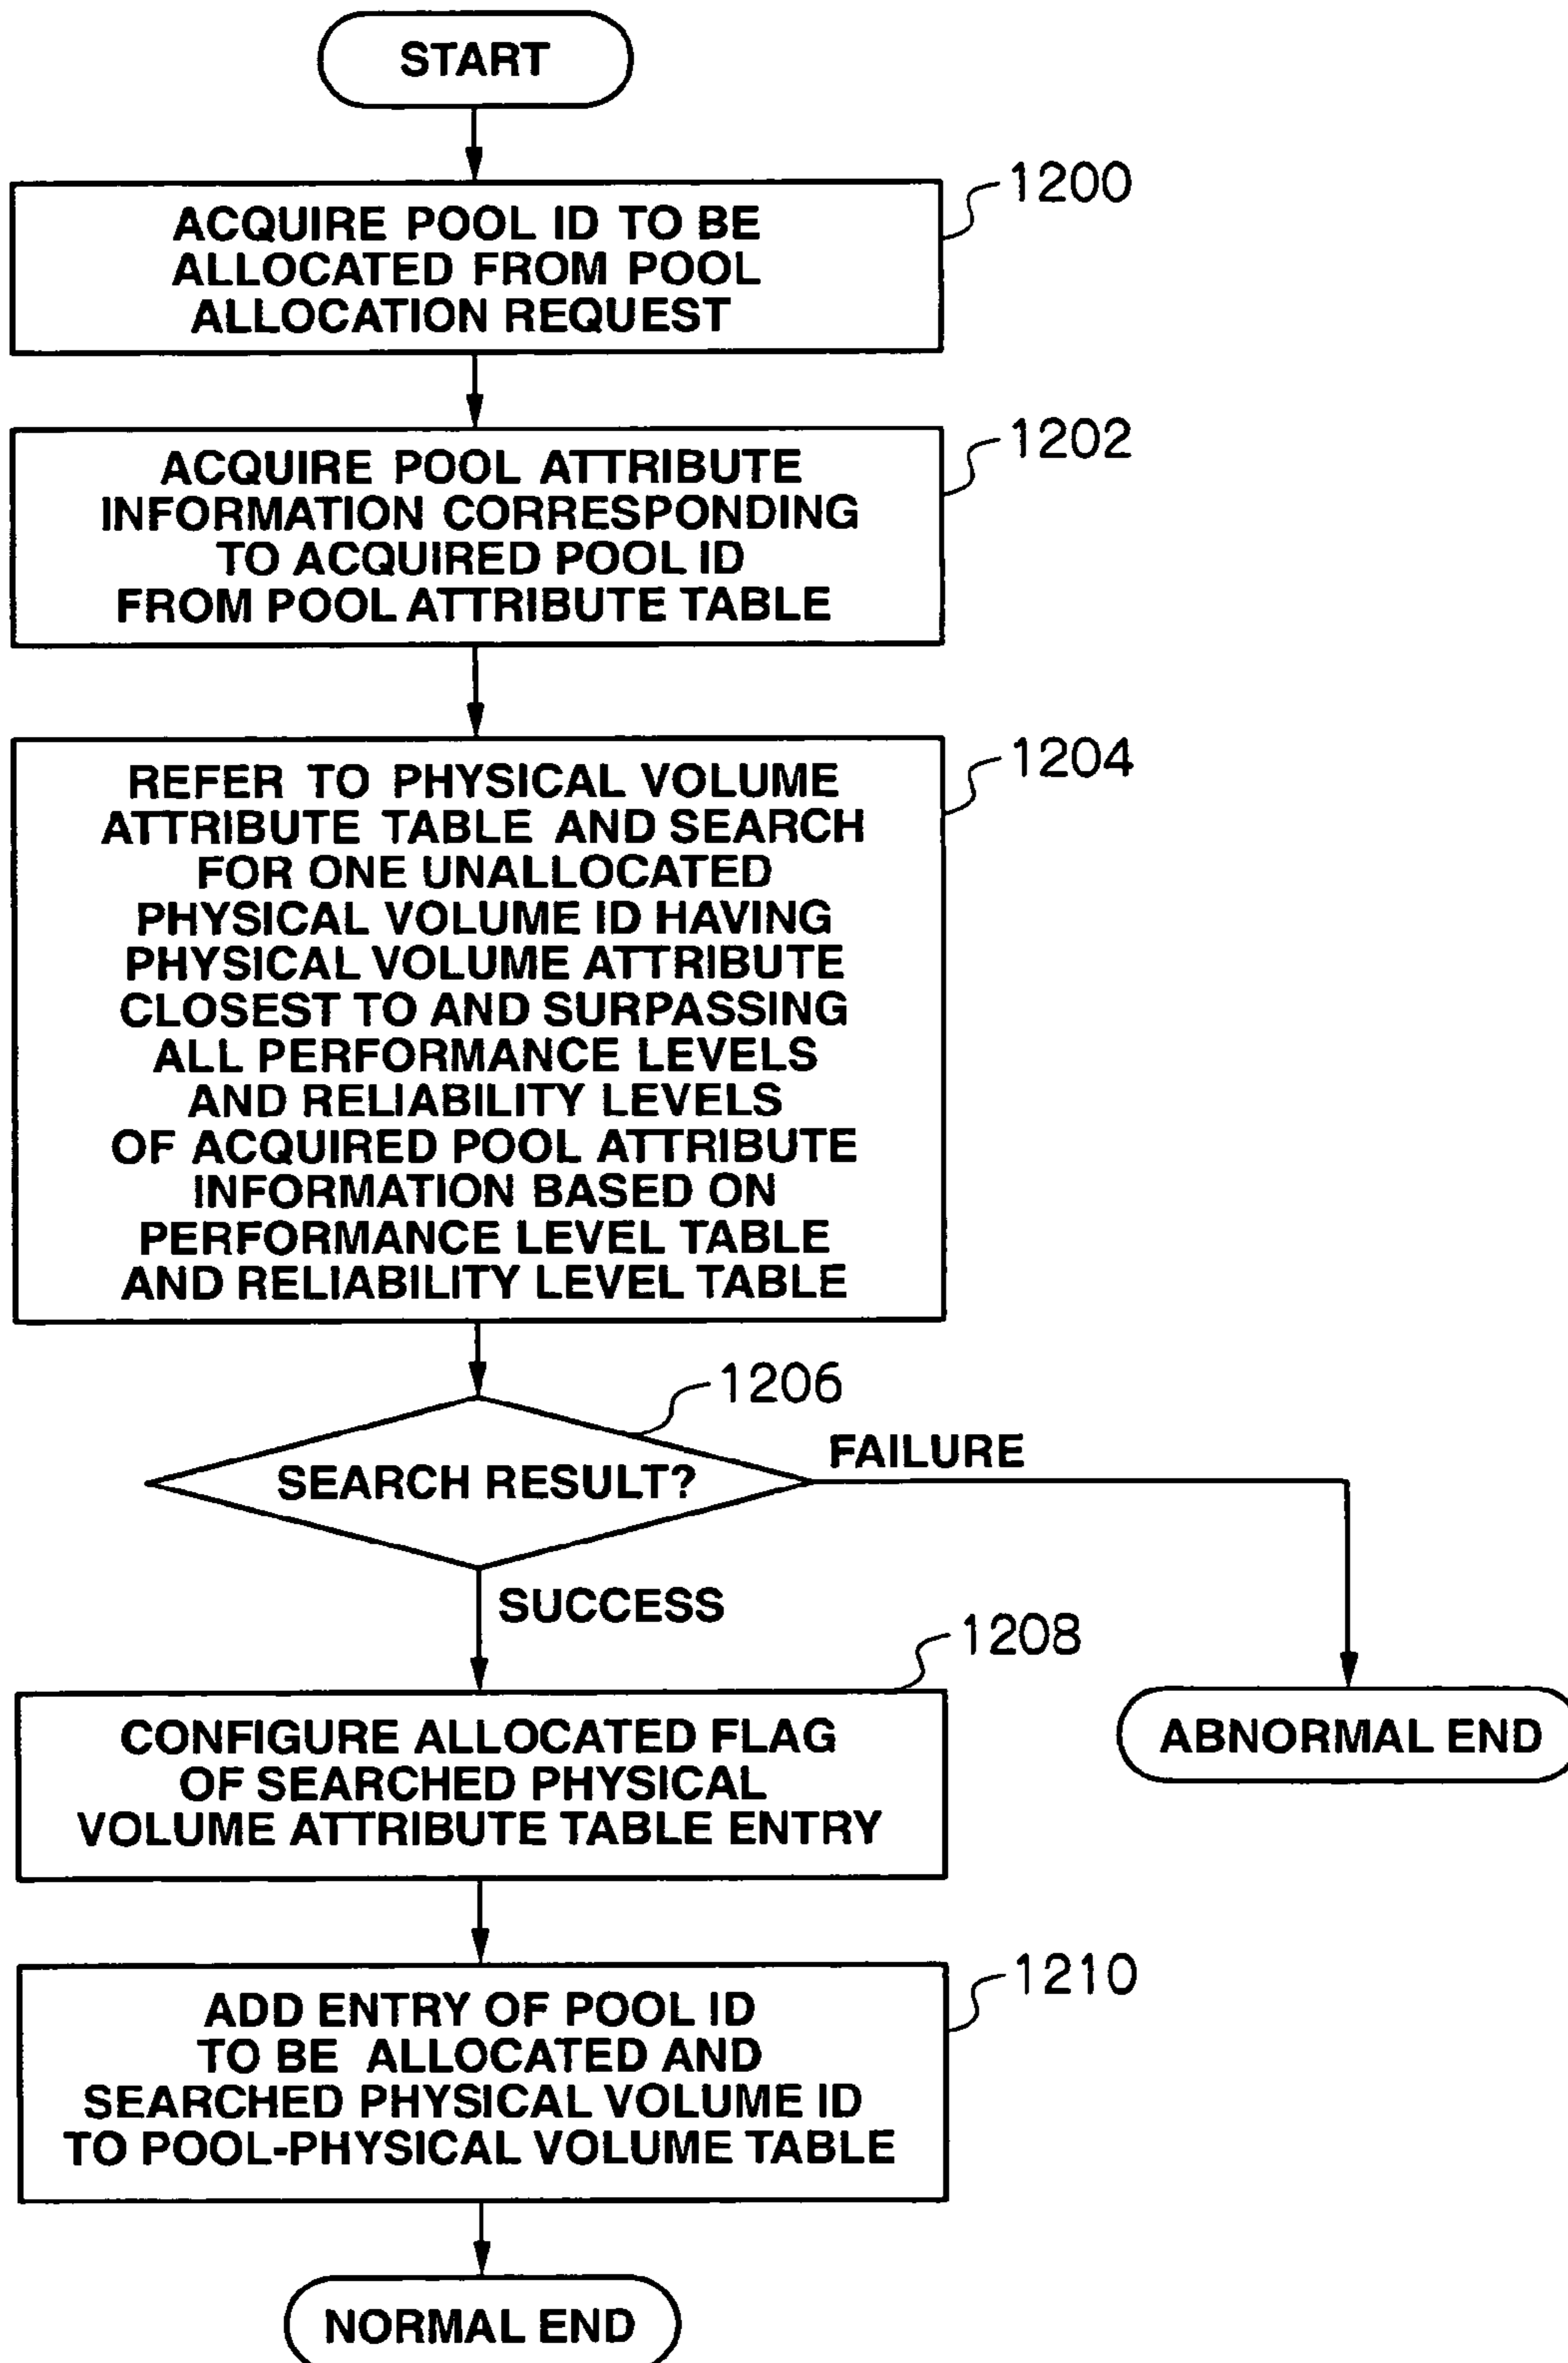 START
1200
ACQUIRE POOL ID TO BE
ALLOCATED FROM POOL
ALLOCATION REQUEST
1202
ACQUIRE POOL ATTRIBUTE
INFORMATION CORRESPONDING
TO ACQUIRED POOL ID
FROM POOL ATTRIBUTE TABLE
1204
REFER TO PHYSICAL VOLUME
ATTRIBUTE TABLE AND SEARCH
FOR ONE UNALLOCATED
PHYSICAL VOLUME ID HAVING
PHYSICAL VOLUME ATTRIBUTE
CLOSEST TO AND SURPASSING
ALL PERFORMANCE LEVELS
AND RELIABILITY LEVELS
OF ACQUIRED POOL ATTRIBUTE
INFORMATION BASED ON
PERFORMANCE LEVEL TABLE
AND RELIABILITY LEVEL TABLE
1206
SEARCH RESULT?
FAILURE
SUCCESS
1208
CONFIGURE ALLOCATED FLAG
OF SEARCHED PHYSICAL
VOLUME ATTRIBUTE TABLE ENTRY
ABNORMAL END
1210
ADD ENTRY OF POOL ID
TO BE ALLOCATED AND
SEARCHED PHYSICAL VOLUME ID
TO POOL-PHYSICAL VOLUME TABLE
NORMAL END